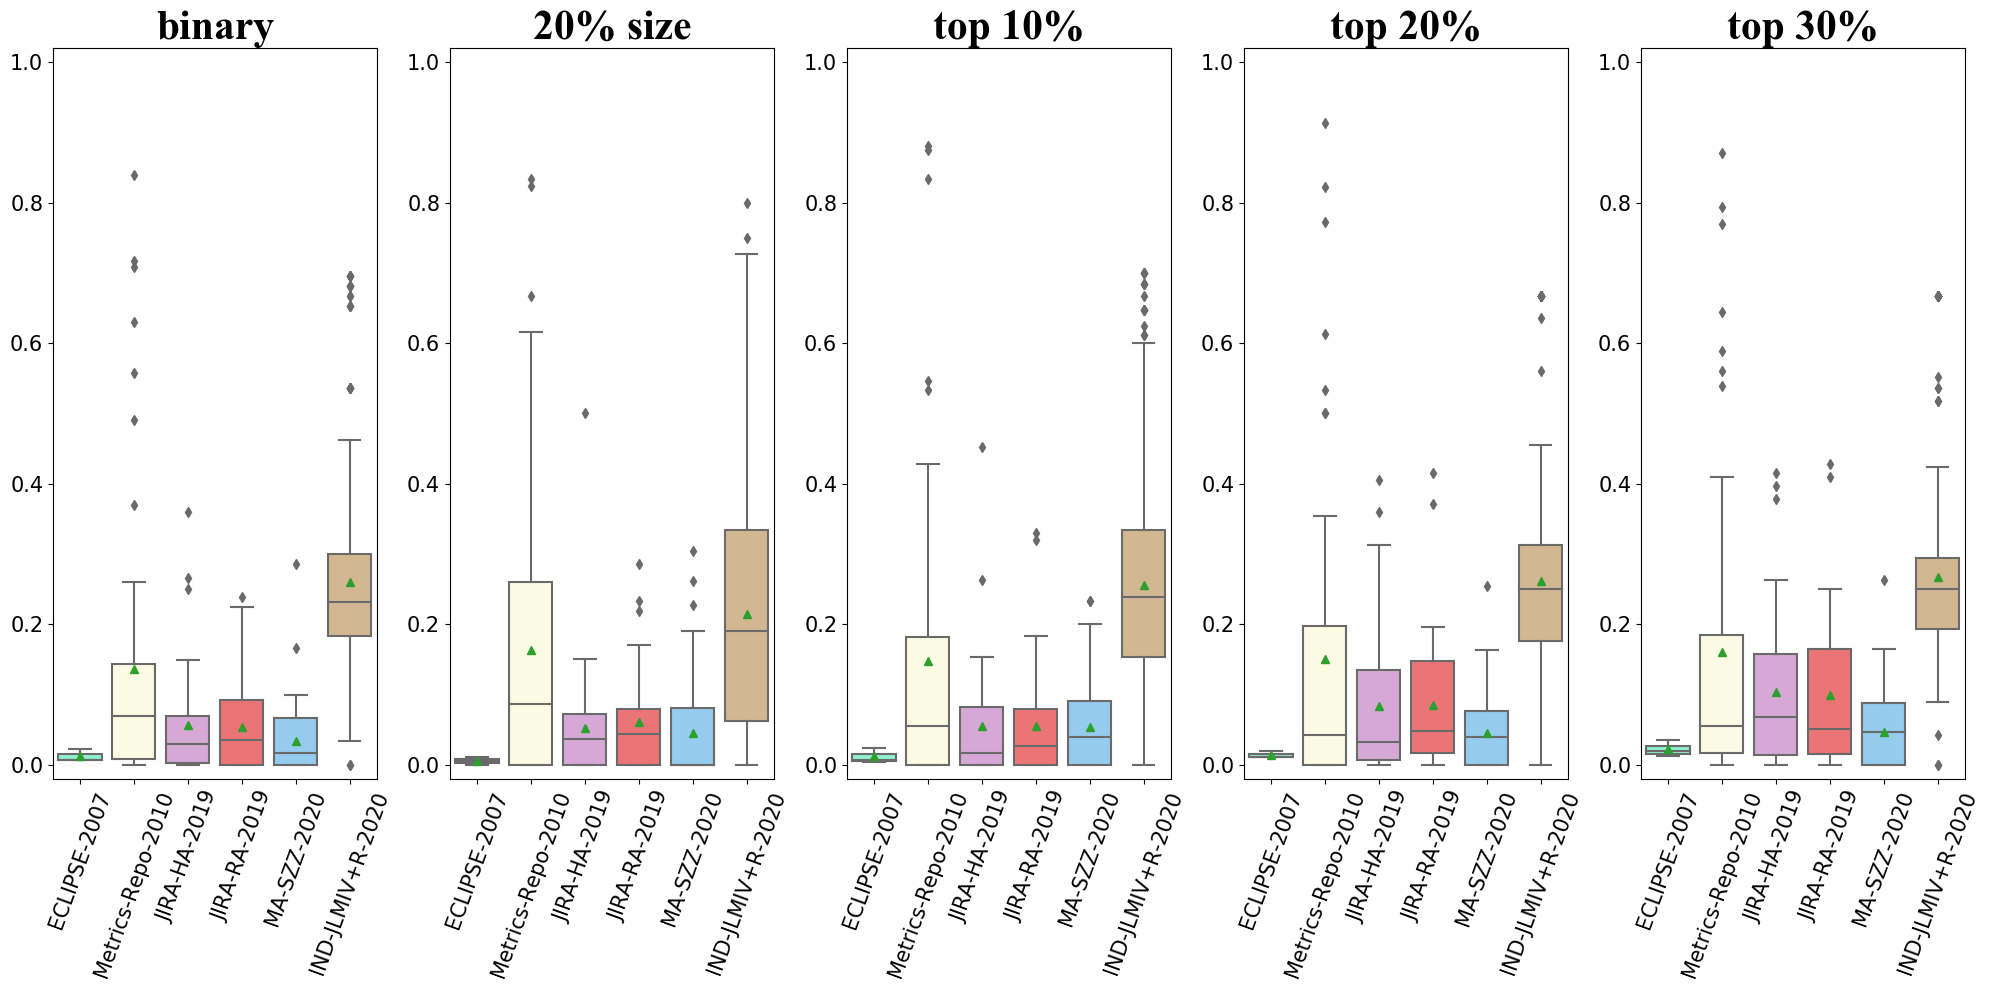 binary
20% size
top 10%
top 20%
top 30%
1.0
0.8
0.6
0.4
0.2
0.0
ECLIPSE-2007
Metrics-Repo-2010
JIRA-HA-2019
JIRA-RA-2019
MA-SZZ-2020
IND-JLMIV+R-2020
1.0
0.8
0.6
0.4
0.2
0.0
ECLIPSE-2007
Metrics-Repo-2010
JIRA-HA-2019
JIRA-RA-2019
MA-SZZ-2020
IND-JLMIV+R-2020
1.0
0.8
0.6
0.4
0.2
0.0
ECLIPSE-2007
Metrics-Repo-2010
JIRA-HA-2019
JIRA-RA-2019
MA-SZZ-2020
IND-JLMIV+R-2020
1.0
0.8
0.6
0.4
0.2
0.0
ECLIPSE-2007
Metrics-Repo-2010
JIRA-HA-2019
JIRA-RA-2019
MA-SZZ-2020
IND-JLMIV+R-2020
1.0
0.8
0.6
0.4
0.2
0.0
ECLIPSE-2007
Metrics-Repo-2010
JIRA-HA-2019
JIRA-RA-2019
MA-SZZ-2020
IND-JLMIV+R-2020